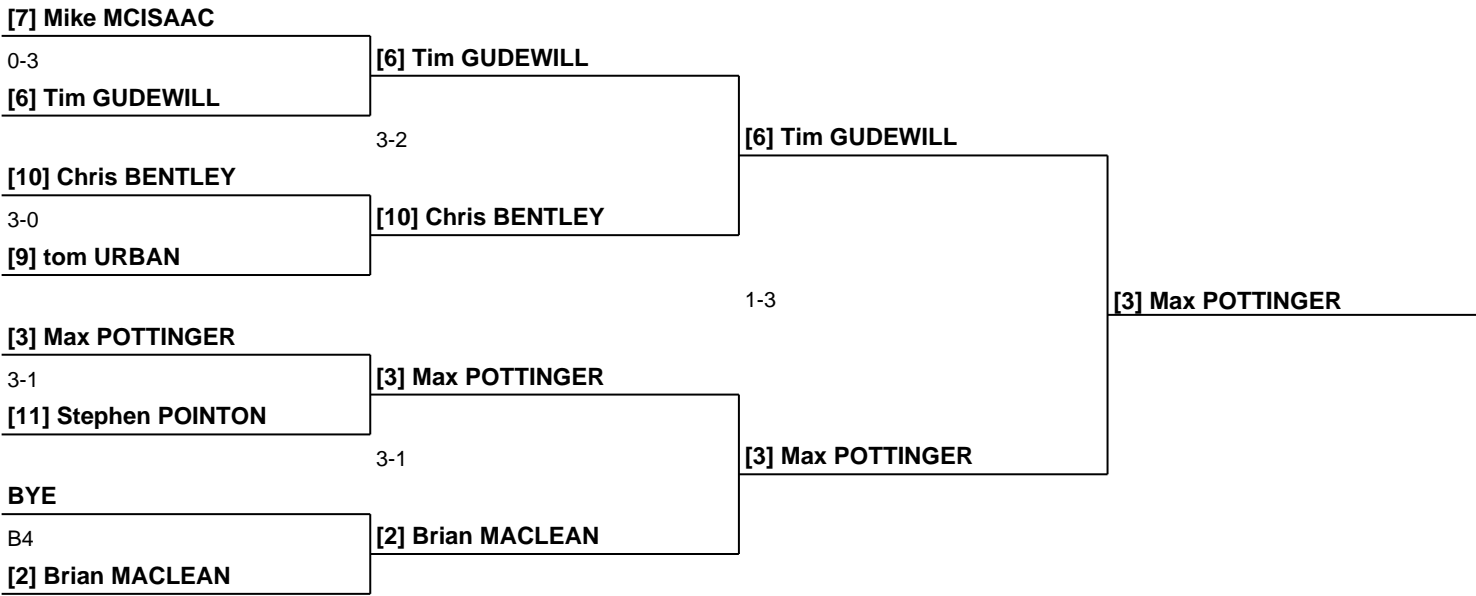 [7] Mike MCISAAC
0-3
[6] Tim GUDEWILL
[6] Tim GUDEWILL
3-2
[6] Tim GUDEWILL
[10] Chris BENTLEY
3-0
[10] Chris BENTLEY
[9] tom URBAN
1-3
[3] Max POTTINGER
[3] Max POTTINGER
3-1
[3] Max POTTINGER
[11] Stephen POINTON
3-1
[3] Max POTTINGER
BYE
B4
[2] Brian MACLEAN
[2] Brian MACLEAN